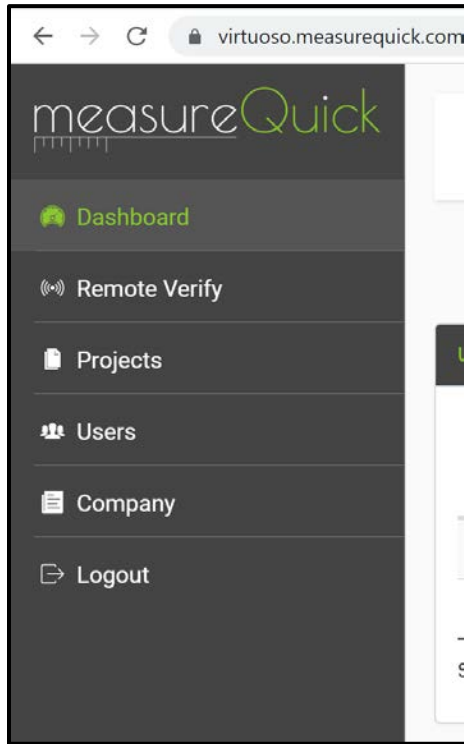 virtuoso.measurequick.com
measureQuick
Dashboard
Remote Verify
Projects
Users
Company
Logout